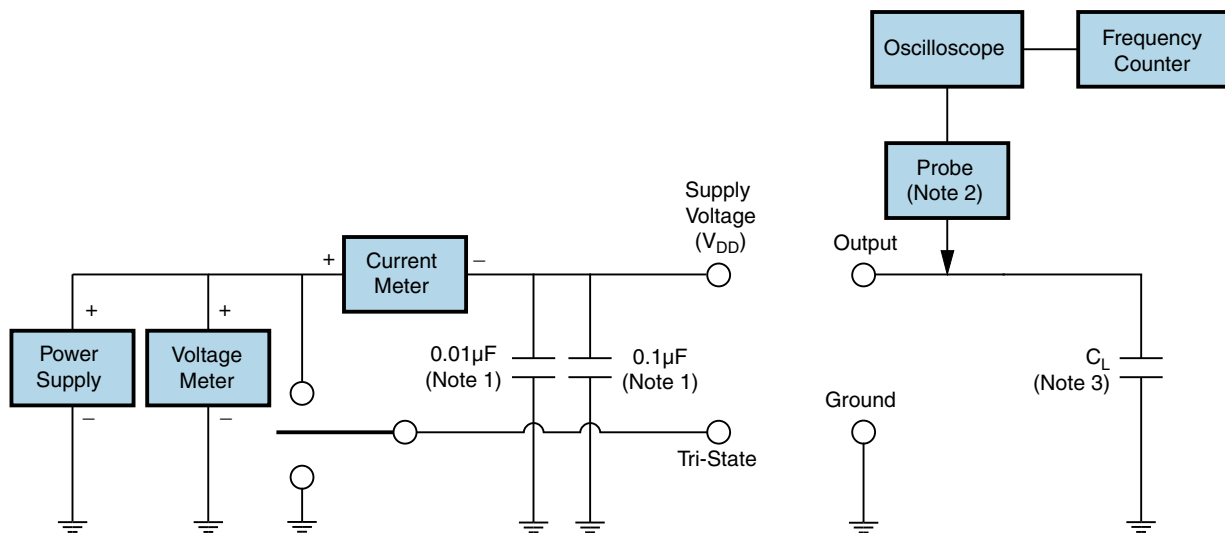 Oscilloscope
Frequency
Counter
Probe
(Note 2)
Supply
Voltage
(V_DD)
Output
+
Current
Meter
–
+
Power
Supply
–
+
Voltage
Meter
–
0.01µF
(Note 1)
0.1µF
(Note 1)
C_L
(Note 3)
Ground
Tri-State